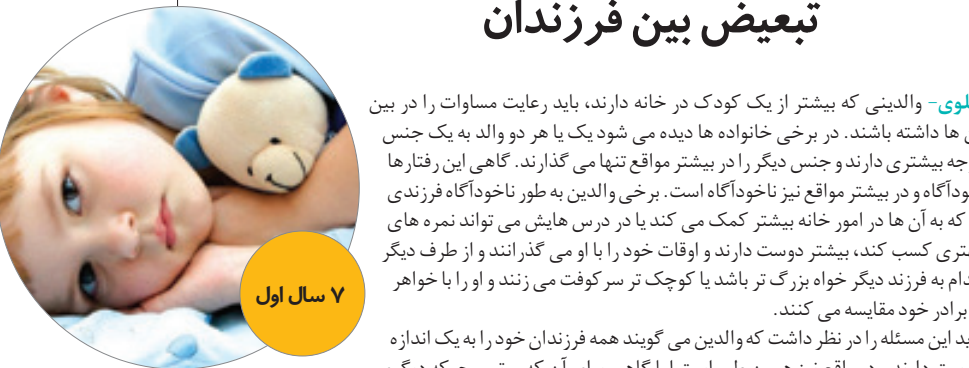 تبعیض بین فرزندان
والدینی که بیشتر از یک کودک در خانه دارند، باید رعایت مساوات را در بین
ها داشته باشند. در برخی خانواده ها دیده می شود یک یا هر دو والد به یک جنس
بیشتری دارند و جنس دیگر را در بیشتر مواقع تنها می گذارند. گاهی این رفتارها
و در بیشتر مواقع نیز ناخودآگاه است. برخی والدین به طور ناخودآگاه فرزندی
که به آن ها در امور خانه بیشتر کمک می کند یا در درس هایش می تواند نمره های
کسب کند، بیشتر دوست دارند و اوقات خود را با او می گذرانند و از طرف دیگر
به فرزند دیگر خواه بزرگ تر باشد یا کوچک تر سرکوفت می زنند و او را با خواهر
برادر خود مقایسه می کنند.
این مسئله را در نظر داشت که والدین می گویند همه فرزندان خود را به یک اندازه
۷ سال اول